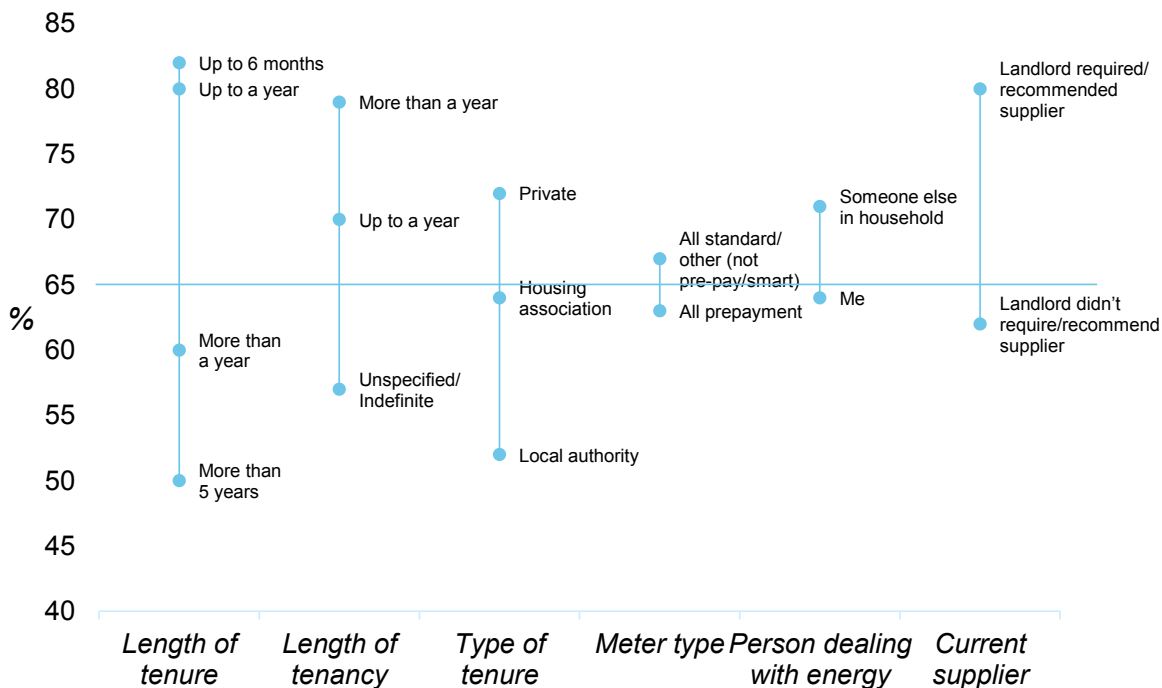 85
80
75
70
65
60
55
50
45
40
%
Up to 6 months
Up to a year
More than
a year
More than
5 years
More than a year
Up to a year
Unspecified/
Indefinite
Private
Housing
association
Local authority
All standard/
other (not
pre-pay/smart)
All prepayment
Someone else
in household
Me
Landlord required/
recommended
supplier
Landlord didn’t
require/recommend
supplier
Length of
tenure
Length of
tenancy
Type of
tenure
Meter type
Person dealing
with energy
Current
supplier